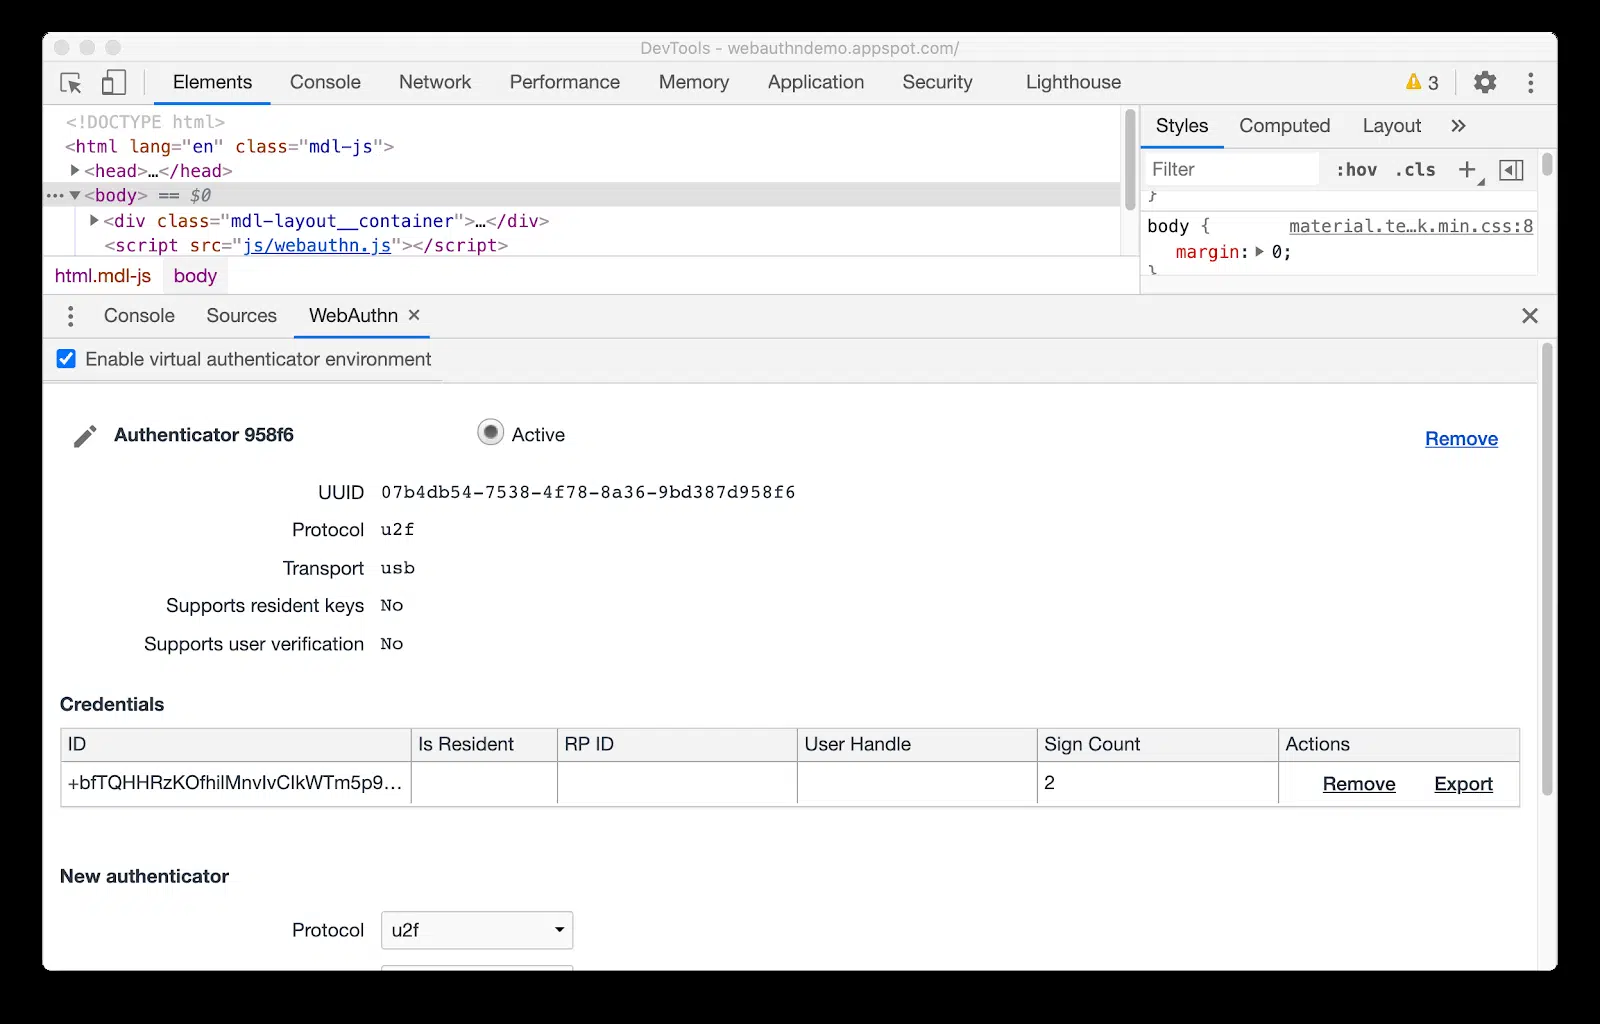 DevTools - webauthndemo.appspot.com/
Elements Console Network Performance Memory Application Security Lighthouse 3
<!DOCTYPE html>
<html lang="en" class="mdl-js">
<head>…</head>
<body> == $0
<div class="mdl-layout__container">…</div>
<script src="js/webauthn.js"></script>
html.mdl-js body
Styles Computed Layout »
Filter :hov .cls +
}
body { material.te…k.min.css:8
margin: 0;
}
Console Sources WebAuthn ×
Enable virtual authenticator environment
Authenticator 958f6 Active Remove
UUID 07b4db54-7538-4f78-8a36-9bd387d958f6
Protocol u2f
Transport usb
Supports resident keys No
Supports user verification No
Credentials
ID Is Resident RP ID User Handle Sign Count Actions
+bfTQHHRzKOfhilMnvIvCIkWTm5p9… 2 Remove Export
New authenticator
Protocol u2f